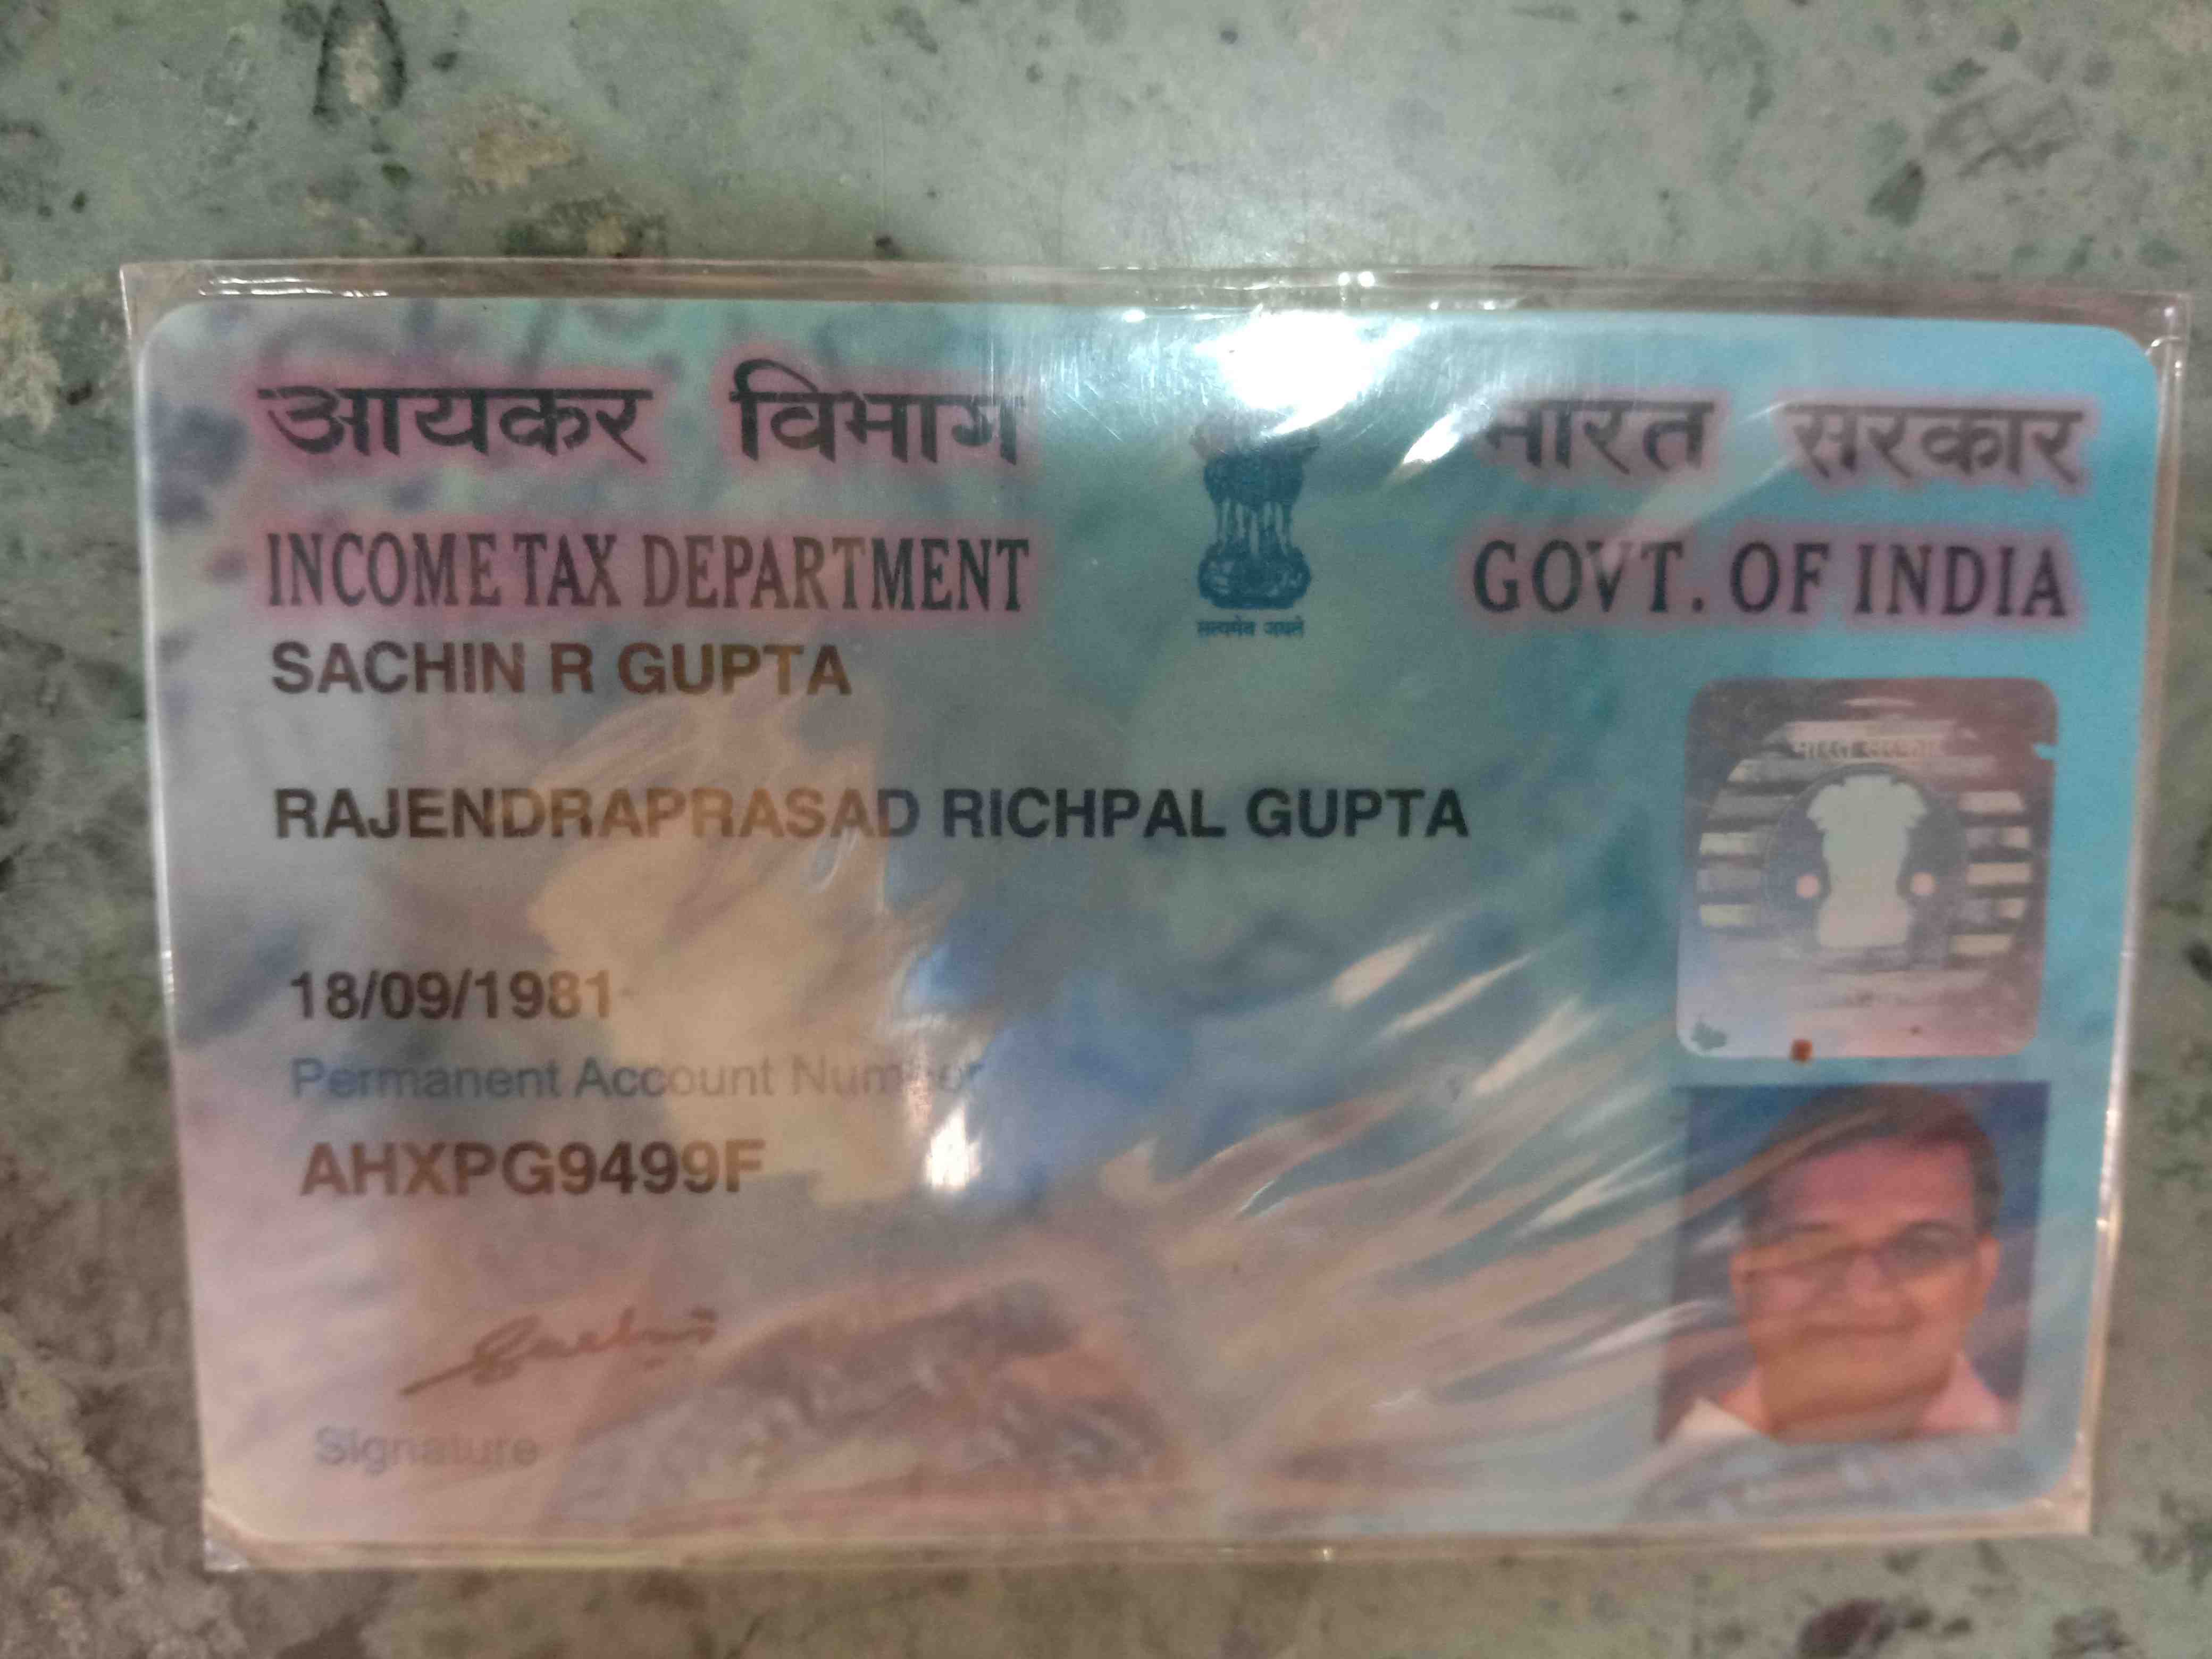 आयकर विभाग
भारत सरकार
INCOME TAX DEPARTMENT
GOVT. OF INDIA
सत्यमेव जयते
SACHIN R GUPTA
RAJENDRAPRASAD RICHPAL GUPTA
18/09/1981
Permanent Account Number
AHXPG9499F
Signature